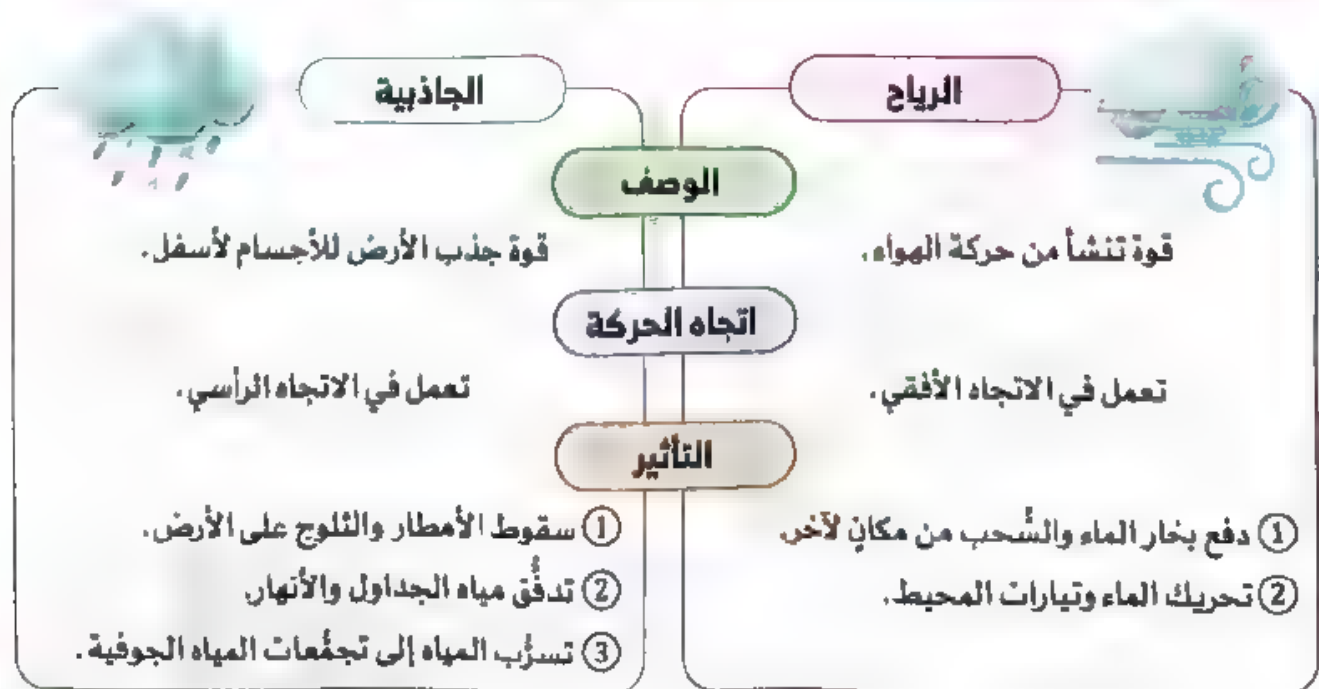 الرياح
الجاذبية
الوصف
قوة تنشأ من حركة الهواء.
قوة جذب الأرض للأجسام لأسفل.
اتجاه الحركة
تعمل في الاتجاه الأفقي.
تعمل في الاتجاه الرأسي.
التأثير
① دفع بخار الماء والسُّحب من مكانٍ لآخر.
② تحريك الماء وتيارات المحيط.
① سقوط الأمطار والثلوج على الأرض.
② تدفُّق مياه الجداول والأنهار.
③ تسرُّب المياه إلى تجمُّعات المياه الجوفية.